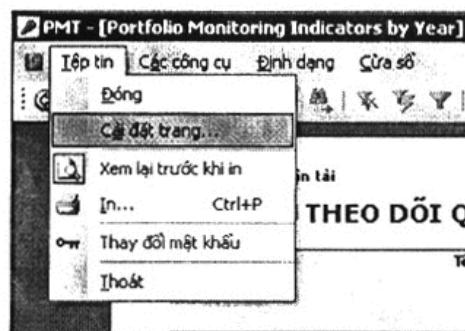 PMT - [Portfolio Monitoring Indicators by Year]
Tệp tin Các công cụ Định dạng Cửa sổ
Đóng
Cài đặt trang...
Xem lại trước khi in
In... Ctrl+P
Thay đổi mật khẩu
Thoát
n tải
THEO DÕI Q